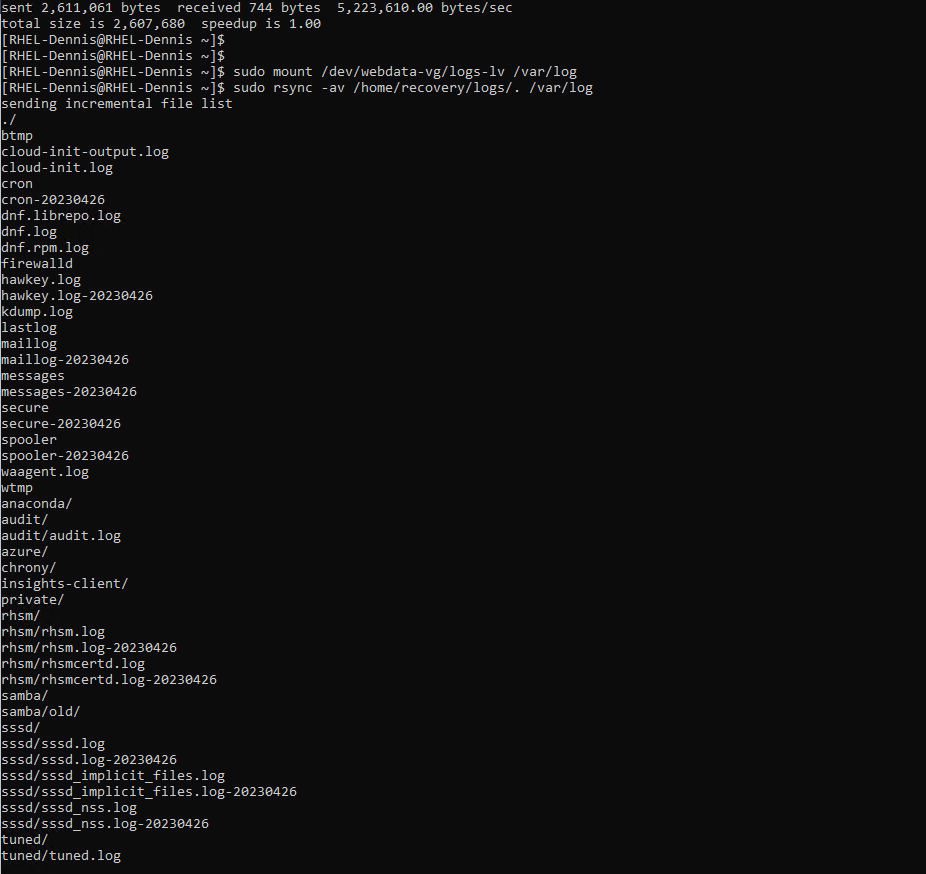 sent 2,611,061 bytes  received 744 bytes  5,223,610.00 bytes/sec
total size is 2,607,680  speedup is 1.00
[RHEL-Dennis@RHEL-Dennis ~]$
[RHEL-Dennis@RHEL-Dennis ~]$
[RHEL-Dennis@RHEL-Dennis ~]$ sudo mount /dev/webdata-vg/logs-lv /var/log
[RHEL-Dennis@RHEL-Dennis ~]$ sudo rsync -av /home/recovery/logs/. /var/log
sending incremental file list
./
btmp
cloud-init-output.log
cloud-init.log
cron
cron-20230426
dnf.librepo.log
dnf.log
dnf.rpm.log
firewalld
hawkey.log
hawkey.log-20230426
kdump.log
lastlog
maillog
maillog-20230426
messages
messages-20230426
secure
secure-20230426
spooler
spooler-20230426
waagent.log
wtmp
anaconda/
audit/
audit/audit.log
azure/
chrony/
insights-client/
private/
rhsm/
rhsm/rhsm.log
rhsm/rhsm.log-20230426
rhsm/rhsmcertd.log
rhsm/rhsmcertd.log-20230426
samba/
samba/old/
sssd/
sssd/sssd.log
sssd/sssd.log-20230426
sssd/sssd_implicit_files.log
sssd/sssd_implicit_files.log-20230426
sssd/sssd_nss.log
sssd/sssd_nss.log-20230426
tuned/
tuned/tuned.log